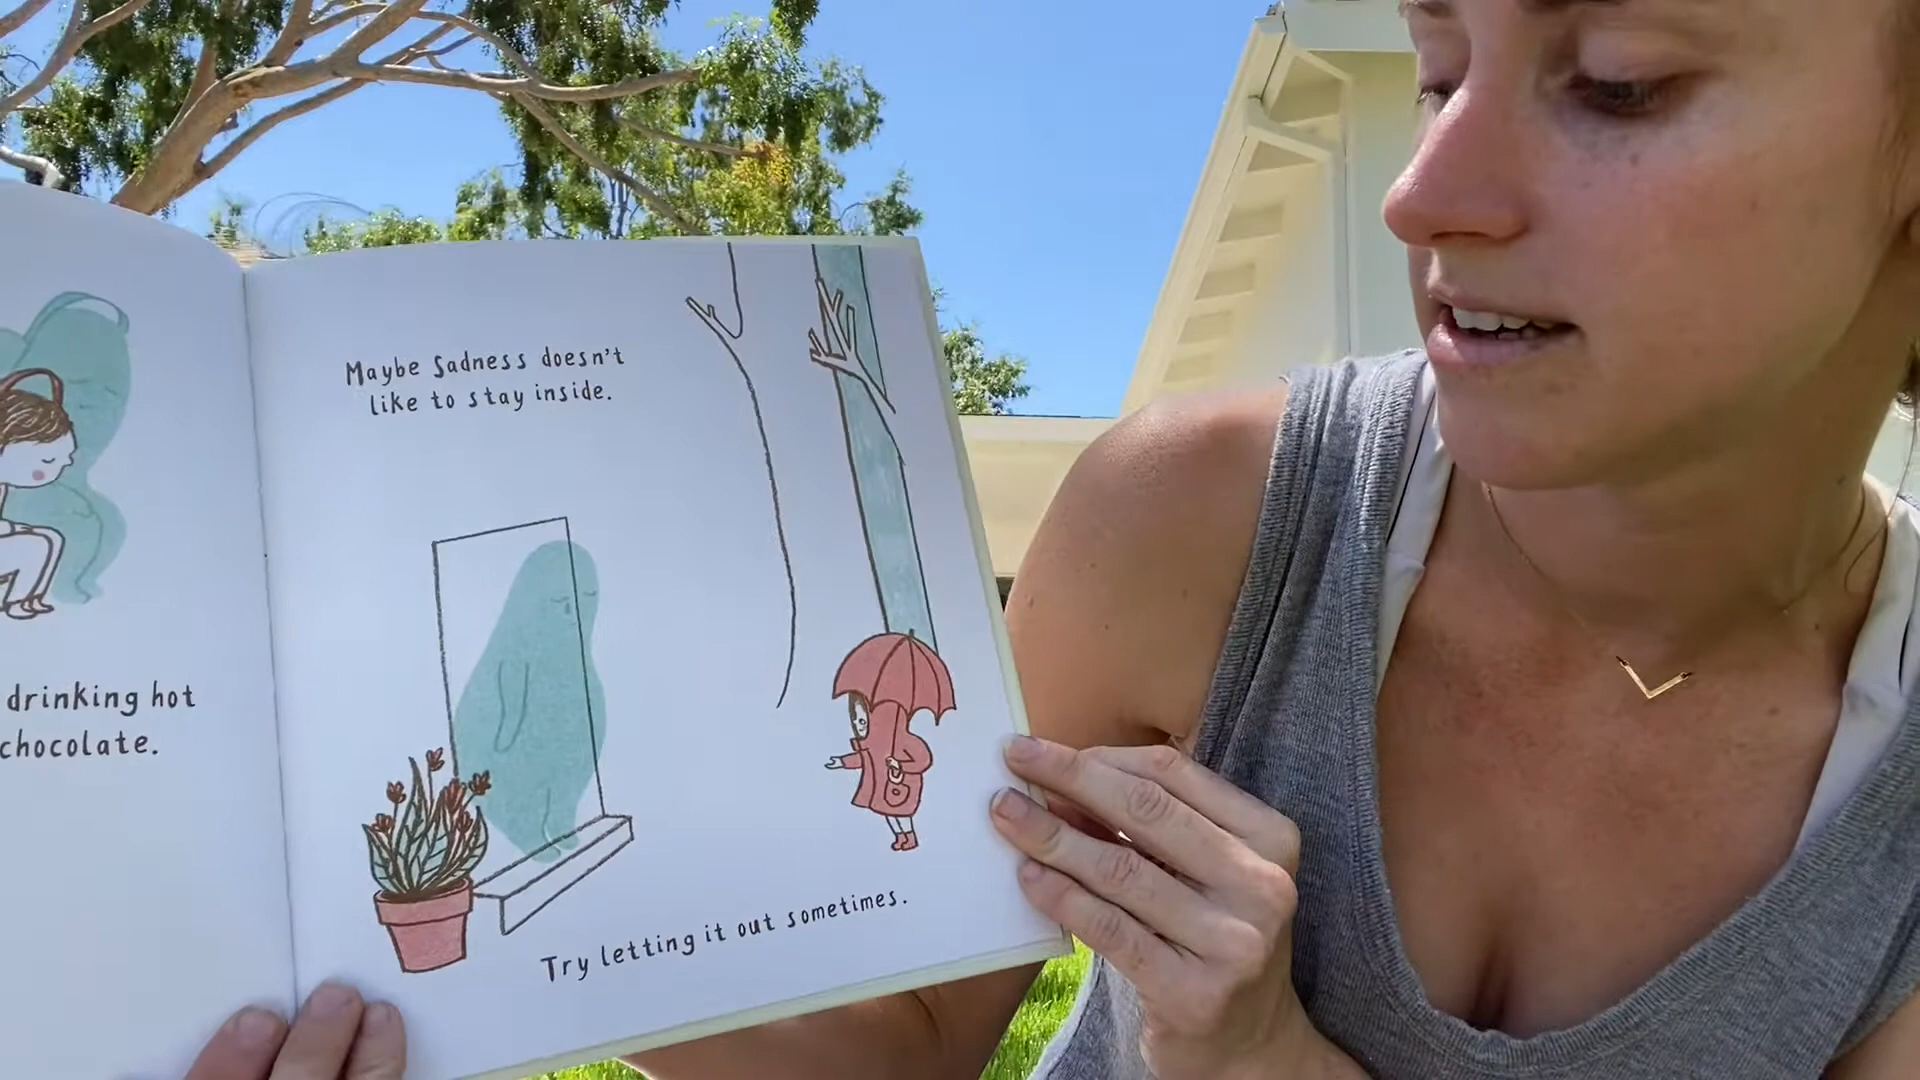 drinking hot
chocolate.
Maybe Sadness doesn't
like to stay inside.
Try letting it out sometimes.